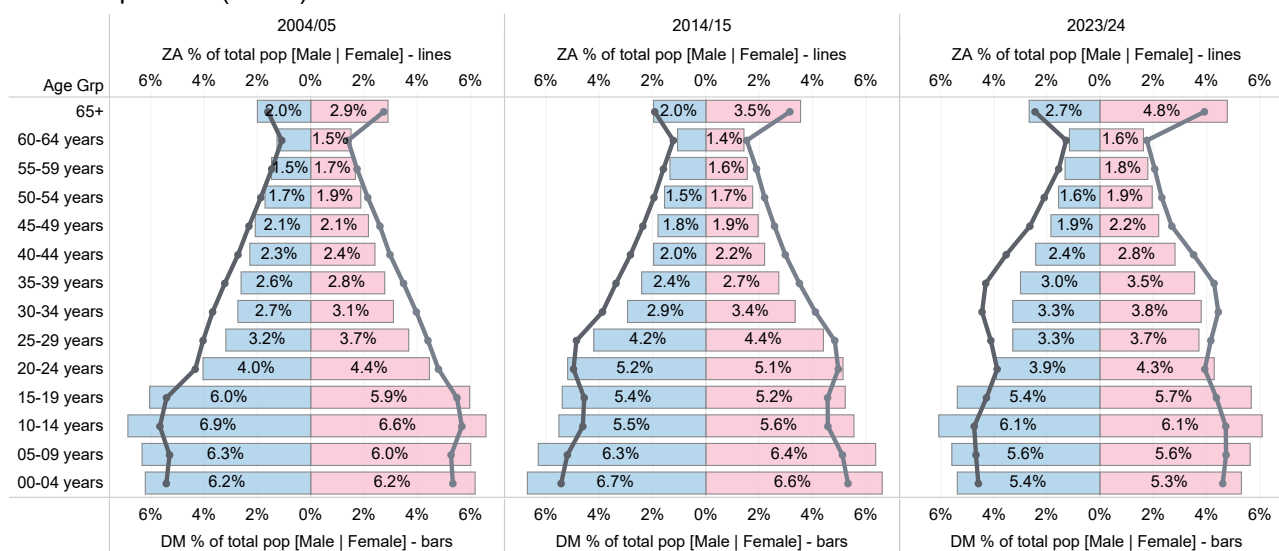 2004/05 2014/15 2023/24
ZA % of total pop [Male | Female] - lines ZA % of total pop [Male | Female] - lines ZA % of total pop [Male | Female] - lines
Age Grp 6% 4% 2% 0% 2% 4% 6% 6% 4% 2% 0% 2% 4% 6% 6% 4% 2% 0% 2% 4% 6%
65+ 2.0% 2.9% 2.0% 3.5% 2.7% 4.8%
60-64 years 1.5% 1.4% 1.6%
55-59 years 1.5% 1.7% 1.6% 1.8%
50-54 years 1.7% 1.9% 1.5% 1.7% 1.6% 1.9%
45-49 years 2.1% 2.1% 1.8% 1.9% 1.9% 2.2%
40-44 years 2.3% 2.4% 2.0% 2.2% 2.4% 2.8%
35-39 years 2.6% 2.8% 2.4% 2.7% 3.0% 3.5%
30-34 years 2.7% 3.1% 2.9% 3.4% 3.3% 3.8%
25-29 years 3.2% 3.7% 4.2% 4.4% 3.3% 3.7%
20-24 years 4.0% 4.4% 5.2% 5.1% 3.9% 4.3%
15-19 years 6.0% 5.9% 5.4% 5.2% 5.4% 5.7%
10-14 years 6.9% 6.6% 5.5% 5.6% 6.1% 6.1%
05-09 years 6.3% 6.0% 6.3% 6.4% 5.6% 5.6%
00-04 years 6.2% 6.2% 6.7% 6.6% 5.4% 5.3%
6% 4% 2% 0% 2% 4% 6% 6% 4% 2% 0% 2% 4% 6% 6% 4% 2% 0% 2% 4% 6%
DM % of total pop [Male | Female] - bars DM % of total pop [Male | Female] - bars DM % of total pop [Male | Female] - bars